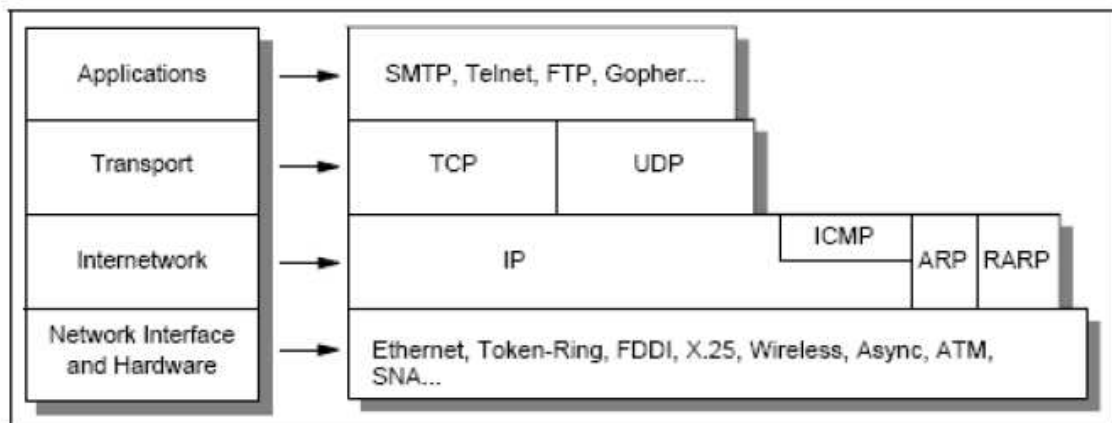 Applications
SMTP, Telnet, FTP, Gopher...
Transport
TCP
UDP
Internetwork
IP
ICMP
ARP
RARP
Network Interface
and Hardware
Ethernet, Token-Ring, FDDI, X.25, Wireless, Async, ATM,
SNA...